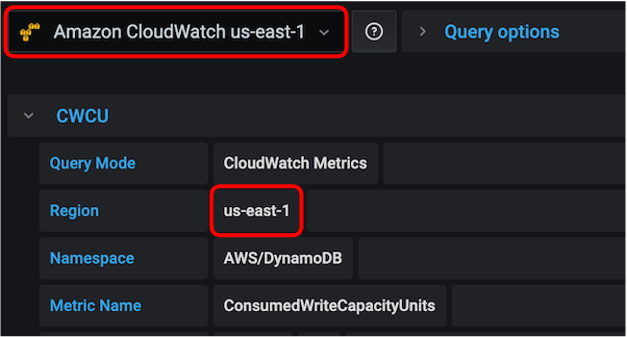 Amazon CloudWatch us-east-1 ? Query options
CWCU
Query Mode CloudWatch Metrics
Region us-east-1
Namespace AWS/DynamoDB
Metric Name ConsumedWriteCapacityUnits